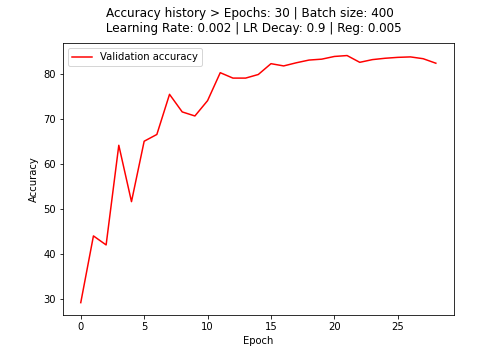 Accuracy history > Epochs: 30 | Batch size: 400
Learning Rate: 0.002 | LR Decay: 0.9 | Reg: 0.005
Validation accuracy
80
70
60
50
40
30
Accuracy
0 5 10 15 20 25
Epoch